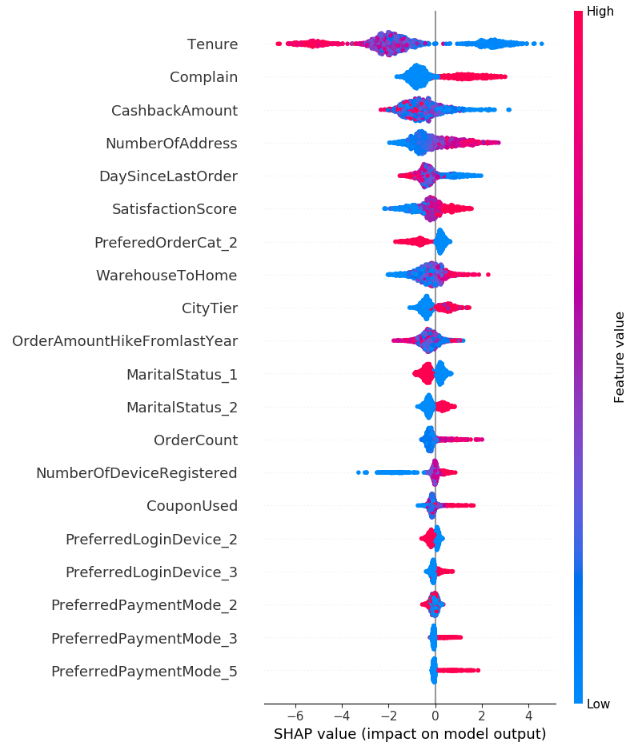 High
Tenure
Complain
CashbackAmount
NumberOfAddress
DaySinceLastOrder
SatisfactionScore
PreferedOrderCat_2
WarehouseToHome
CityTier
OrderAmountHikeFromlastYear
MaritalStatus_1
MaritalStatus_2
OrderCount
NumberOfDeviceRegistered
CouponUsed
PreferredLoginDevice_2
PreferredLoginDevice_3
PreferredPaymentMode_2
PreferredPaymentMode_3
PreferredPaymentMode_5
Feature value
Low
−6 −4 −2 0 2 4
SHAP value (impact on model output)